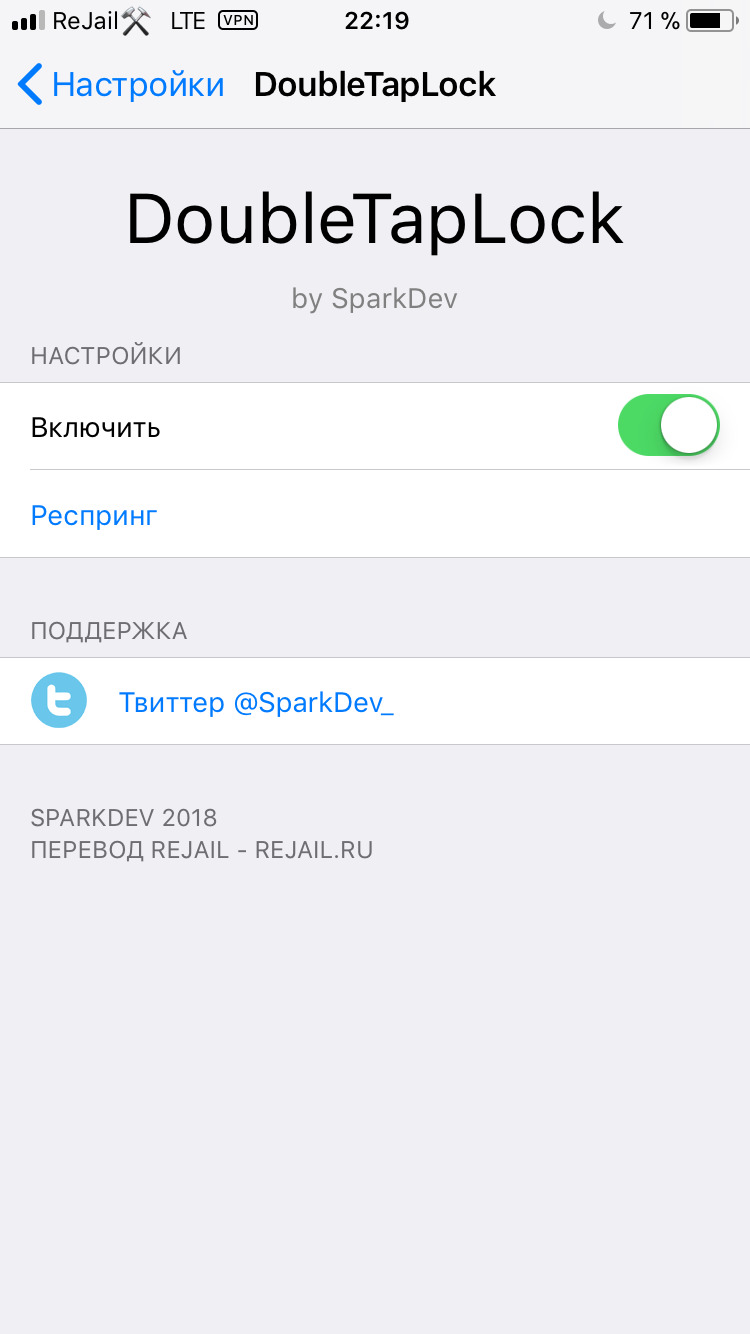 ReJail⚒ LTE VPN 22:19 71 %
Настройки DoubleTapLock
DoubleTapLock
by SparkDev
НАСТРОЙКИ
Включить
Респринг
ПОДДЕРЖКА
Твиттер @SparkDev_
SPARKDEV 2018
ПЕРЕВОД REJAIL - REJAIL.RU